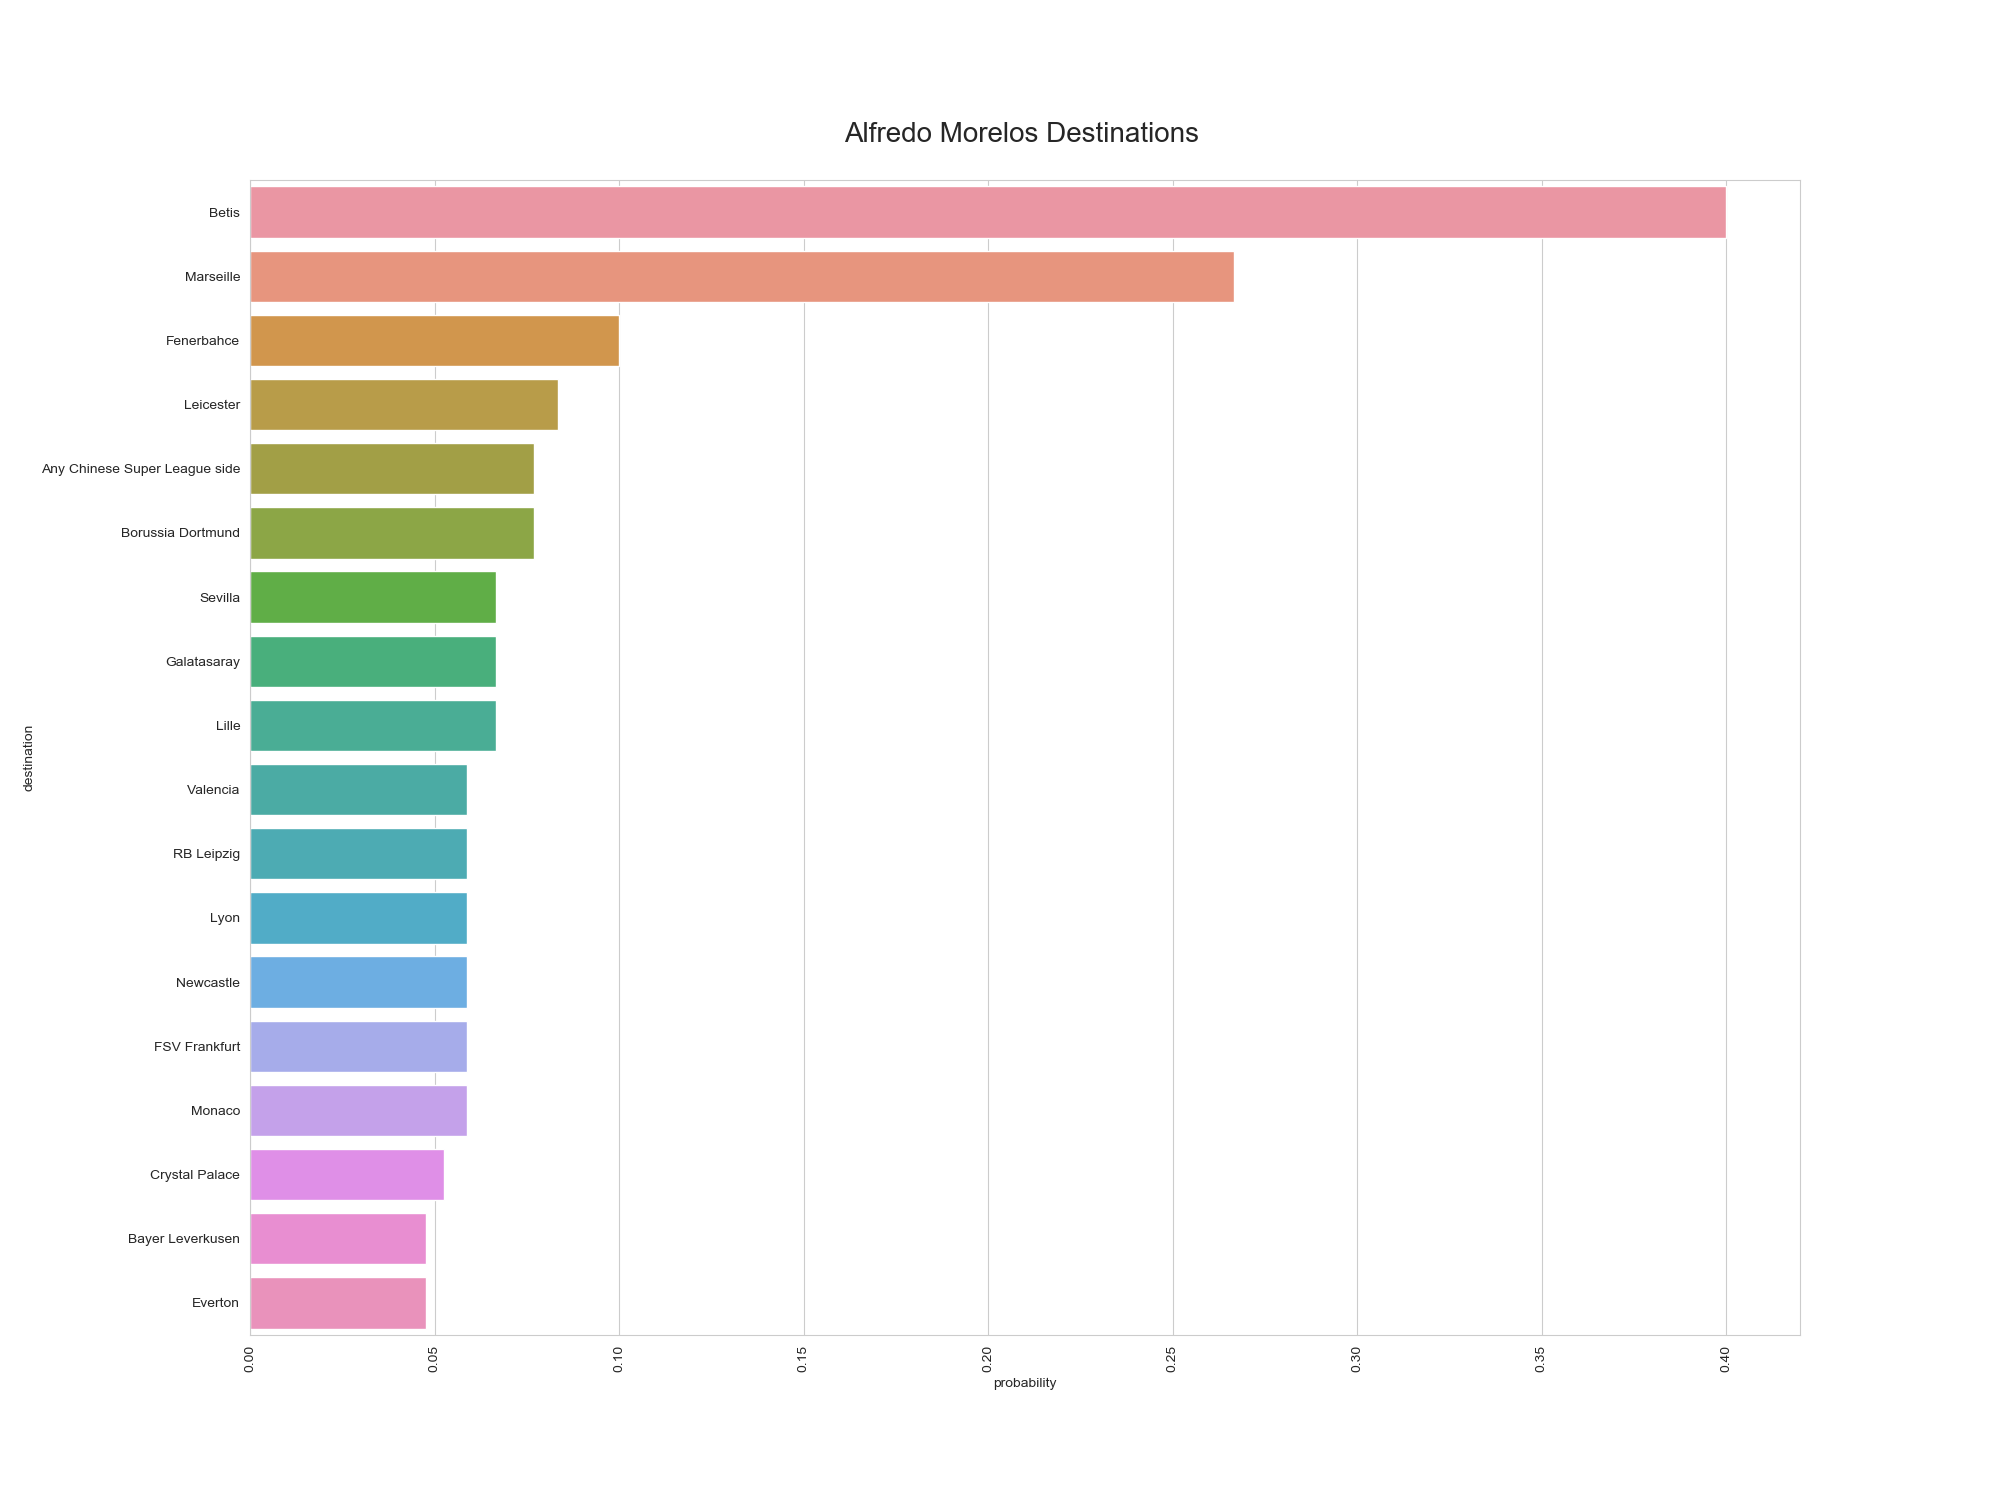 Alfredo Morelos Destinations
Betis
Marseille
Fenerbahce
Leicester
Any Chinese Super League side
Borussia Dortmund
Sevilla
Galatasaray
Lille
destination
Valencia
RB Leipzig
Lyon
Newcastle
FSV Frankfurt
Monaco
Crystal Palace
Bayer Leverkusen
Everton
0.00 0.05 0.10 0.15 0.20 0.25 0.30 0.35 0.40
probability